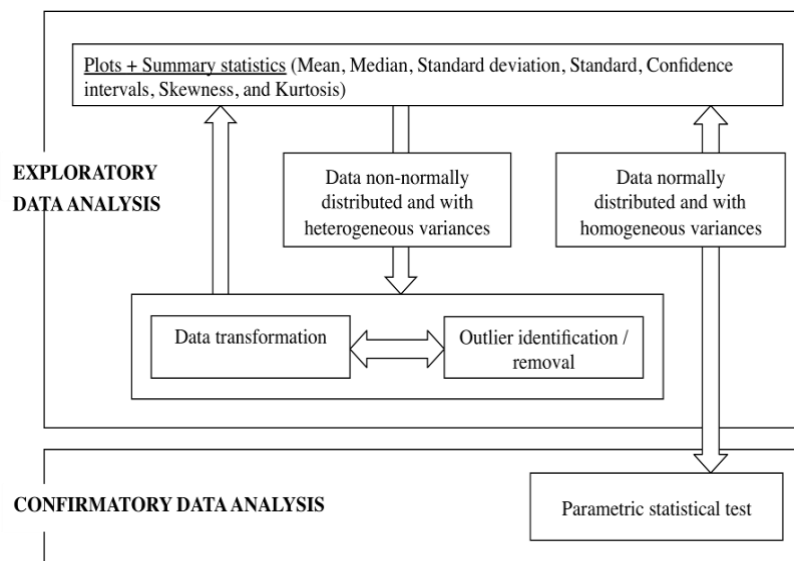 Plots + Summary statistics (Mean, Median, Standard deviation, Standard, Confidence
intervals, Skewness, and Kurtosis)
EXPLORATORY
DATA ANALYSIS
Data non-normally
distributed and with
heterogeneous variances
Data normally
distributed and with
homogeneous variances
Data transformation
Outlier identification /
removal
CONFIRMATORY DATA ANALYSIS
Parametric statistical test